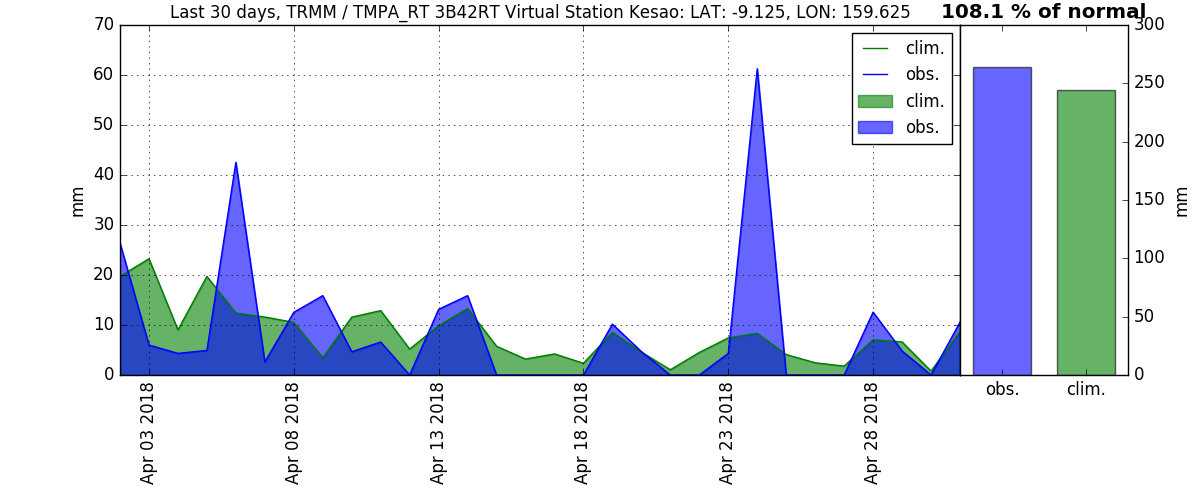 Last 30 days, TRMM / TMPA_RT 3B42RT Virtual Station Kesao: LAT: -9.125, LON: 159.625
108.1 % of normal
70
60
50
40
30
20
10
0
mm
clim.
obs.
clim.
obs.
Apr 03 2018
Apr 08 2018
Apr 13 2018
Apr 18 2018
Apr 23 2018
Apr 28 2018
300
250
200
150
100
50
0
mm
obs.
clim.